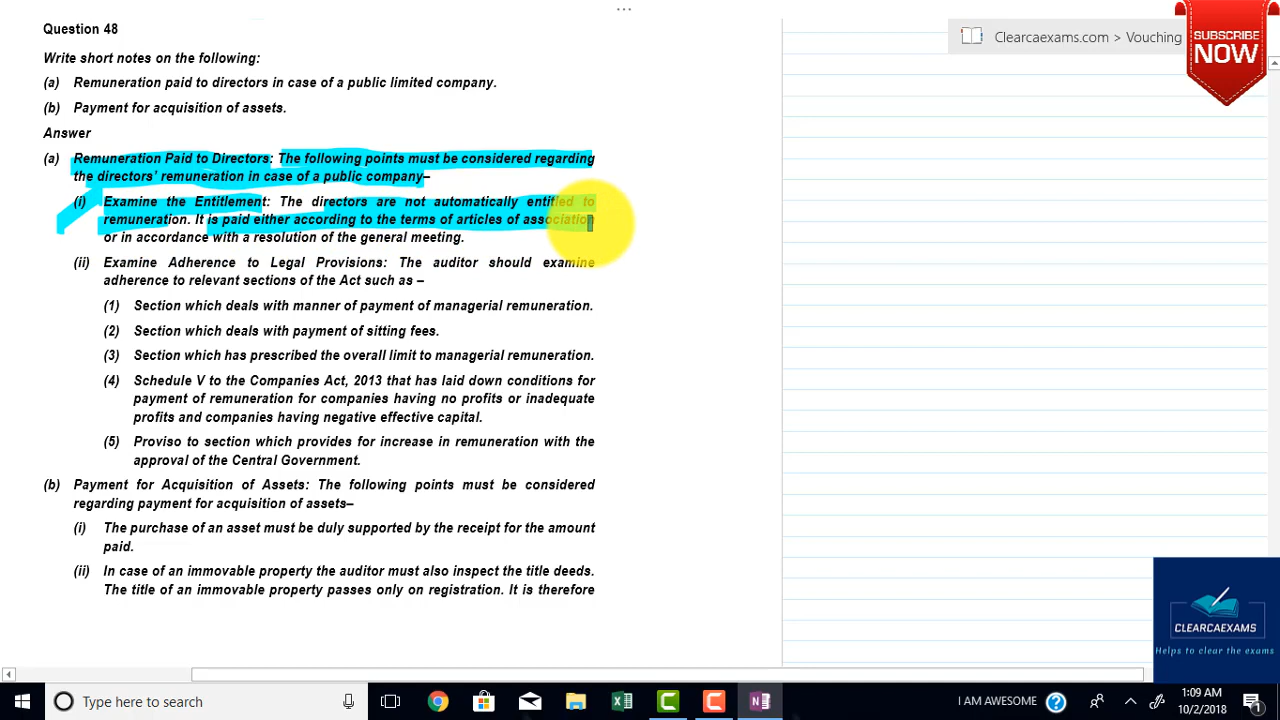 Question 48
Clearcaexams.com > Vouching
SUBSCRIBE
NOW
Write short notes on the following:
(a) Remuneration paid to directors in case of a public limited company.
(b) Payment for acquisition of assets.
Answer
(a) Remuneration Paid to Directors: The following points must be considered regarding
the directors' remuneration in case of a public company–
(i) Examine the Entitlement: The directors are not automatically entitled to
remuneration. It is paid either according to the terms of articles of association
or in accordance with a resolution of the general meeting.
(ii) Examine Adherence to Legal Provisions: The auditor should examine
adherence to relevant sections of the Act such as –
(1) Section which deals with manner of payment of managerial remuneration.
(2) Section which deals with payment of sitting fees.
(3) Section which has prescribed the overall limit to managerial remuneration.
(4) Schedule V to the Companies Act, 2013 that has laid down conditions for
payment of remuneration for companies having no profits or inadequate
profits and companies having negative effective capital.
(5) Proviso to section which provides for increase in remuneration with the
approval of the Central Government.
(b) Payment for Acquisition of Assets: The following points must be considered
regarding payment for acquisition of assets–
(i) The purchase of an asset must be duly supported by the receipt for the amount
paid.
(ii) In case of an immovable property the auditor must also inspect the title deeds.
The title of an immovable property passes only on registration. It is therefore
CLEARCAEXAMS
Helps to clear the exams
Type here to search
I AM AWESOME
1:09 AM
10/2/2018
1